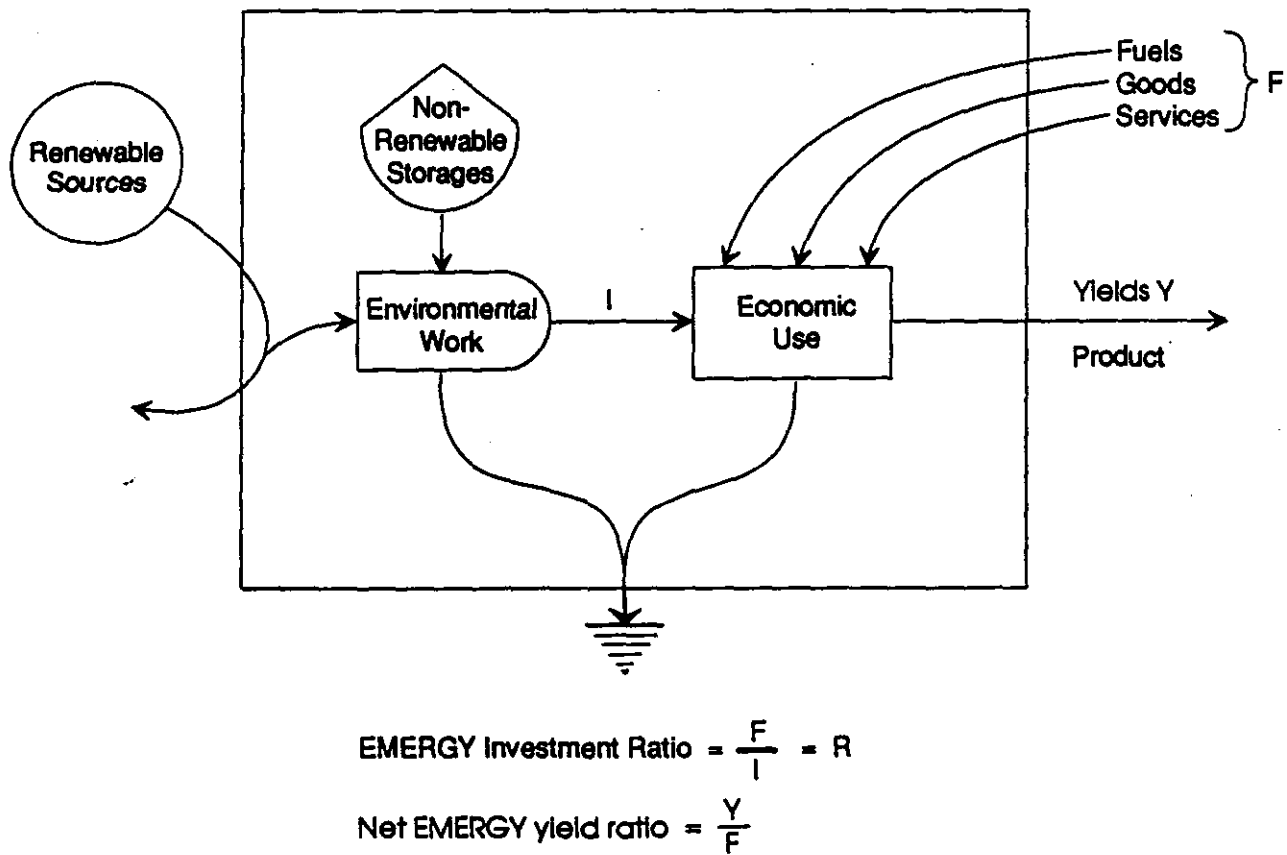 Renewable
Sources
Non-
Renewable
Storages
Fuels
Goods
Services
F
Environmental
Work
I
Economic
Use
Yields Y
Product
EMERGY Investment Ratio = F/I = R
Net EMERGY yield ratio = Y/F